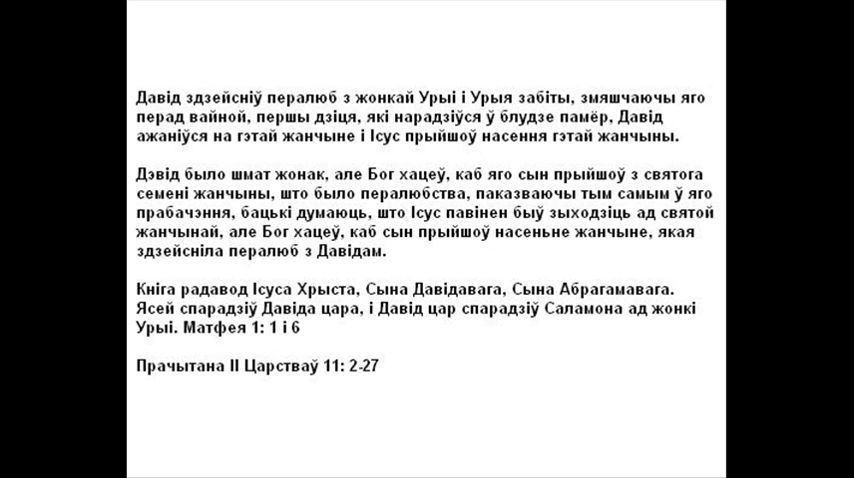 Давід здзейсніў пералюб з жонкай Урыі і Урыя забіты, змяшчаючы яго
перад вайной, першы дзіця, які нарадзіўся ў блудзе памёр, Давід
ажаніўся на гэтай жанчыне і Ісус прыйшоў насення гэтай жанчыны.
Дэвід было шмат жонак, але Бог хацеў, каб яго сын прыйшоў з святога
семені жанчыны, што было пералюбства, паказваючы тым самым ў яго
прабачэння, бацькі думаюць, што Ісус павінен быў зыходзіць ад святой
жанчынай, але Бог хацеў, каб сын прыйшоў насеньне жанчыне, якая
здзейсніла пералюб з Давідам.
Кніга радавод Ісуса Хрыста, Сына Давідавага, Сына Абрагамавага.
Ясей спарадзіў Давіда цара, і Давід цар спарадзіў Саламона ад жонкі
Урыі. Матфея 1: 1 і 6
Прачытана II Царстваў 11: 2-27